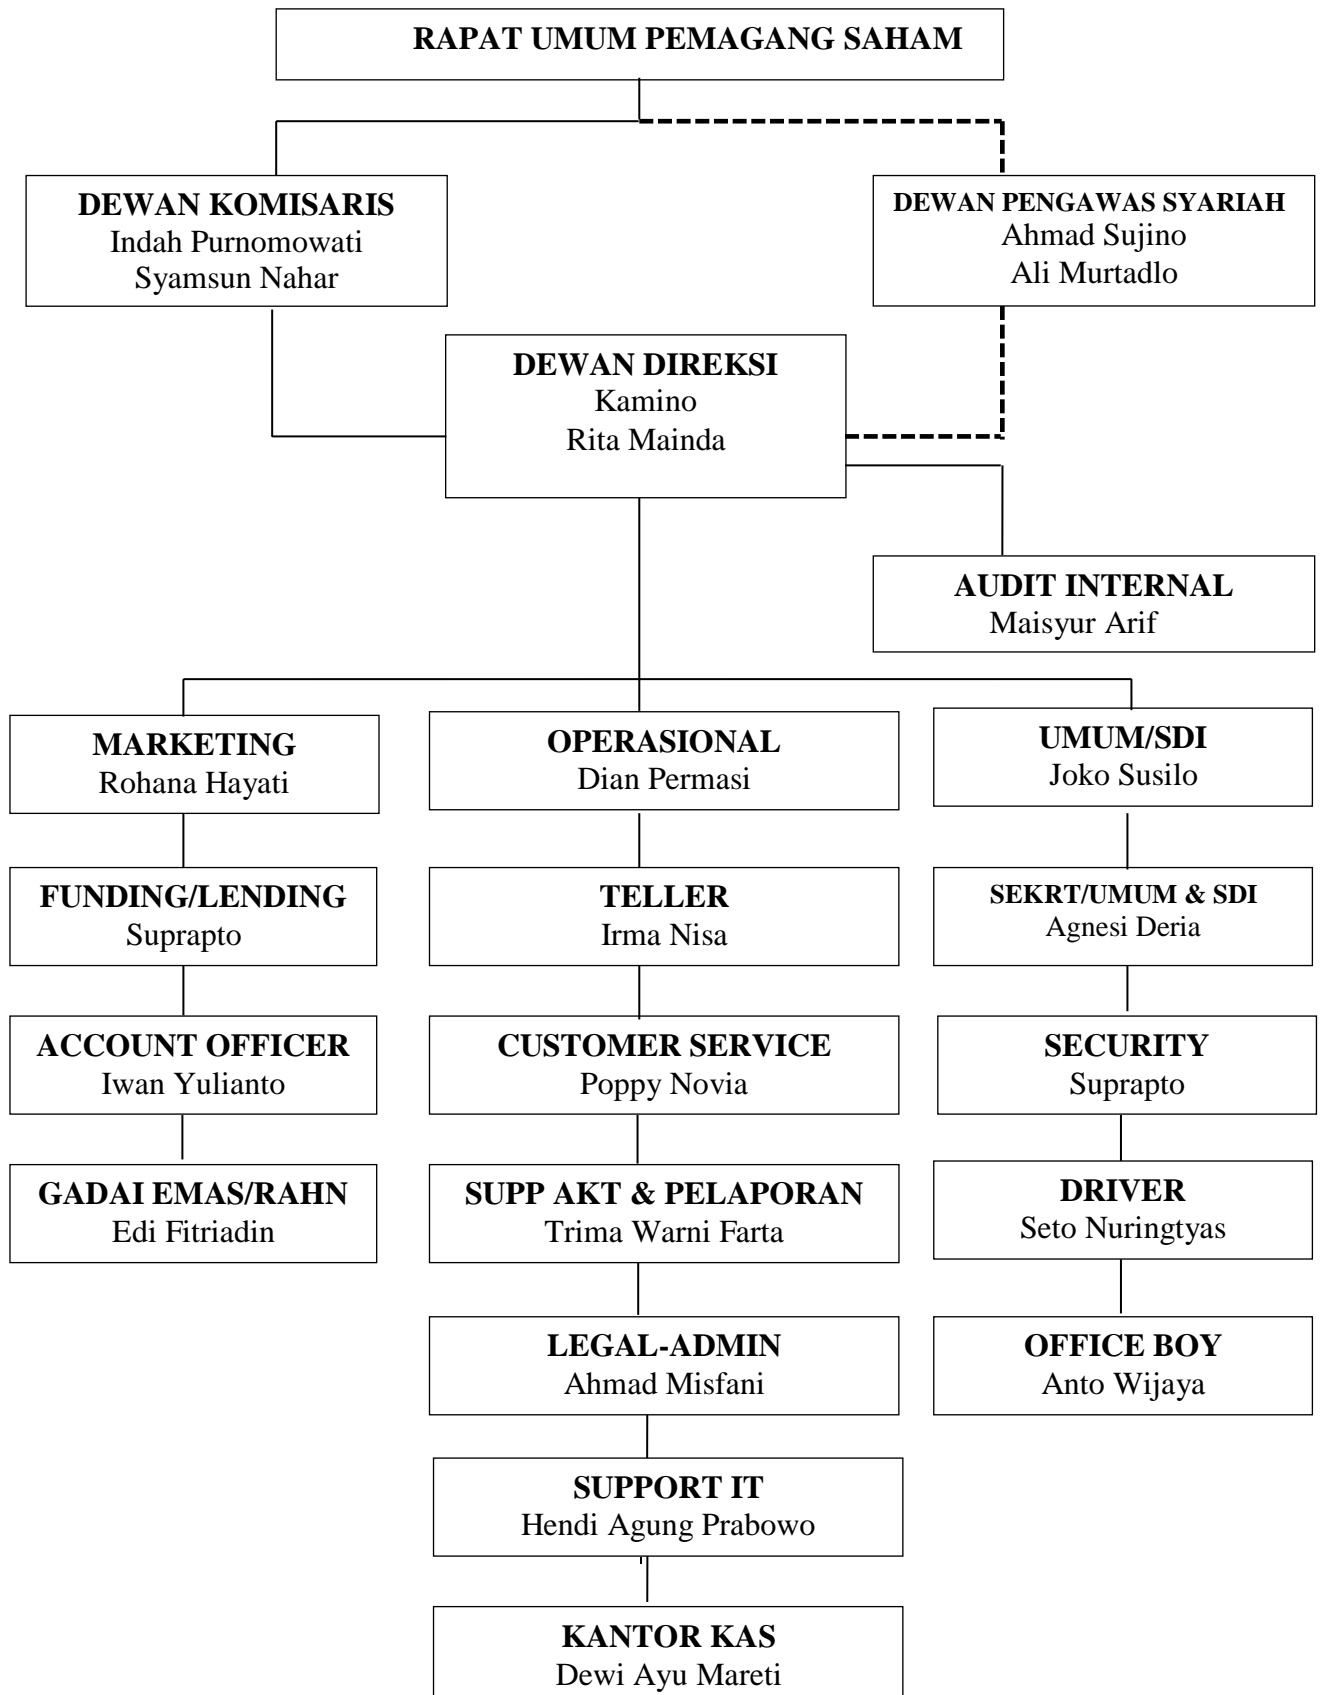 RAPAT UMUM PEMAGANG SAHAM
DEWAN KOMISARIS
Indah Purnomowati
Syamsun Nahar
DEWAN PENGAWAS SYARIAH
Ahmad Sujino
Ali Murtadlo
DEWAN DIREKSI
Kamino
Rita Mainda
AUDIT INTERNAL
Maisyur Arif
MARKETING
Rohana Hayati
OPERASIONAL
Dian Permasi
UMUM/SDI
Joko Susilo
FUNDING/LENDING
Suprapto
TELLER
Irma Nisa
SEKRT/UMUM & SDI
Agnesi Deria
ACCOUNT OFFICER
Iwan Yulianto
CUSTOMER SERVICE
Poppy Novia
SECURITY
Suprapto
GADAI EMAS/RAHN
Edi Fitriadin
SUPP AKT & PELAPORAN
Trima Warni Farta
DRIVER
Seto Nuringtyas
LEGAL-ADMIN
Ahmad Misfani
OFFICE BOY
Anto Wijaya
SUPPORT IT
Hendi Agung Prabowo
KANTOR KAS
Dewi Ayu Mareti